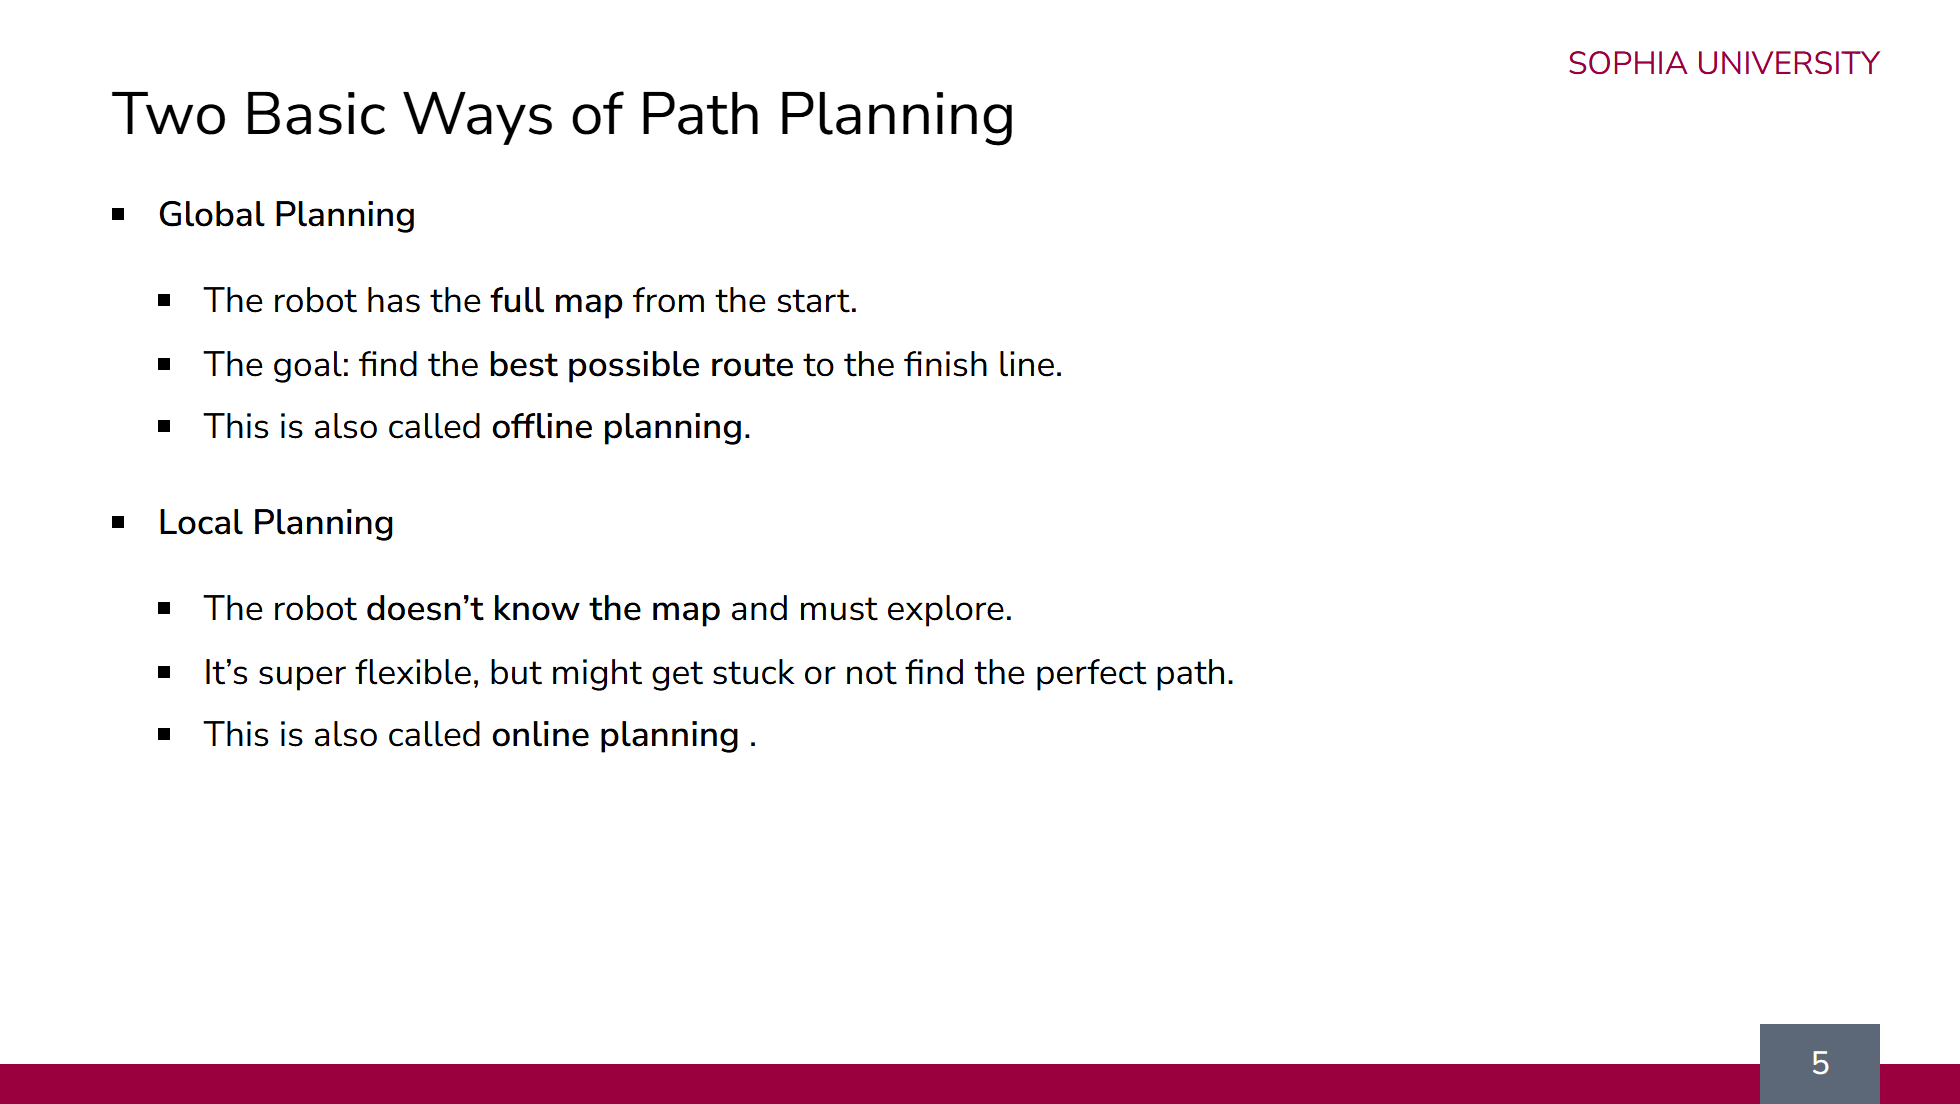 SOPHIA UNIVERSITY
Two Basic Ways of Path Planning
▪ Global Planning
▪ The robot has the full map from the start.
▪ The goal: find the best possible route to the finish line.
▪ This is also called offline planning.
▪ Local Planning
▪ The robot doesn’t know the map and must explore.
▪ It’s super flexible, but might get stuck or not find the perfect path.
▪ This is also called online planning .
5